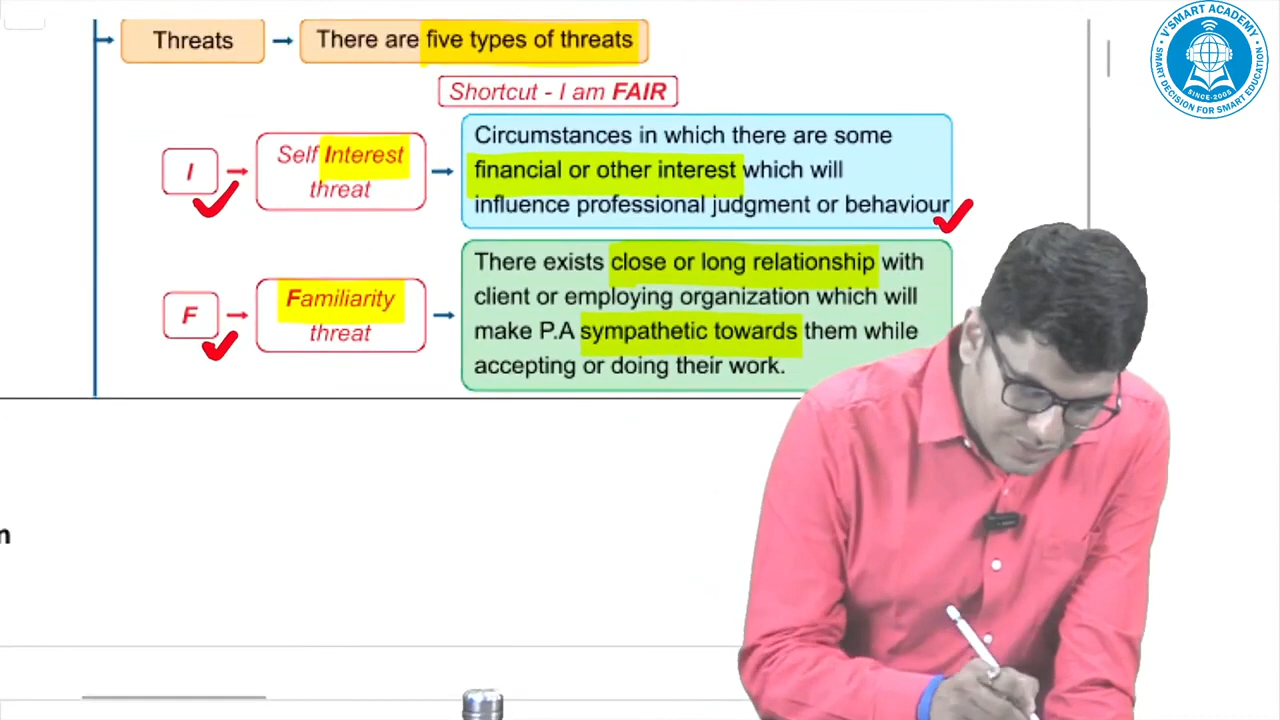 Threats
There are five types of threats
Shortcut - I am FAIR
I
Self Interest
threat
Circumstances in which there are some
financial or other interest which will
influence professional judgment or behaviour
F
Familiarity
threat
There exists close or long relationship with
client or employing organization which will
make P.A sympathetic towards them while
accepting or doing their work.
n
V'SMART ACADEMY
SINCE-2005
SMART DECISION FOR SMART EDUCATION